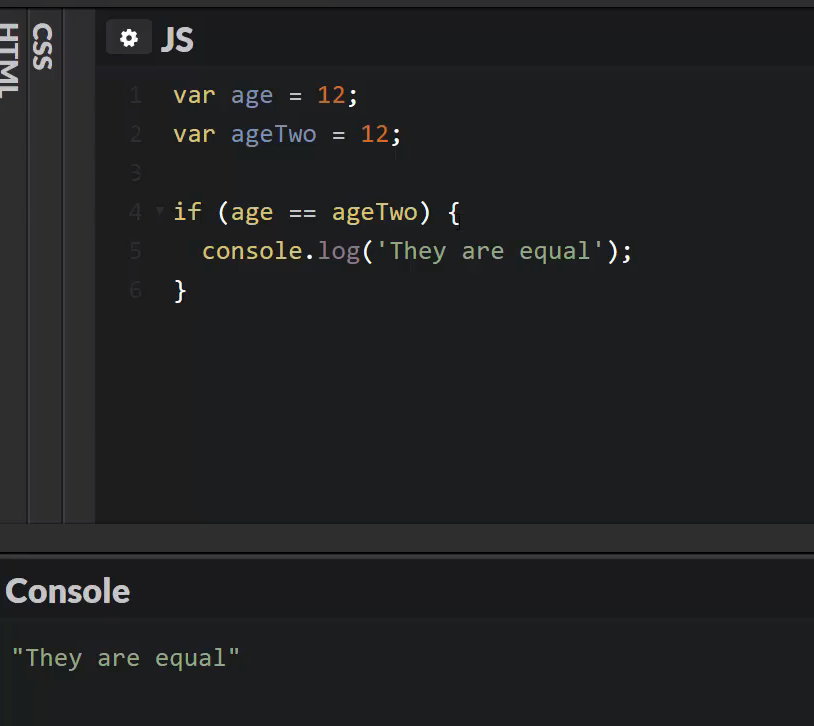 HTML
CSS
JS
1 var age = 12;
2 var ageTwo = 12;
3
4 if (age == ageTwo) {
5 console.log('They are equal');
6 }
Console
"They are equal"